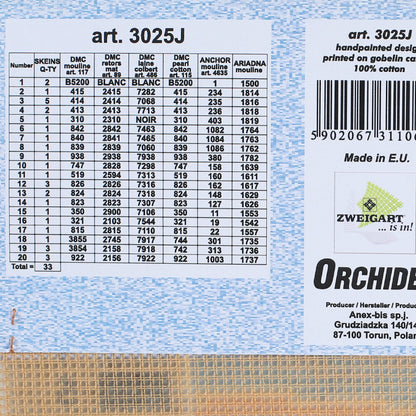 art. 3025J
Number SKEINS Q-TY DMC mouline art. 117 DMC retors mat art. 89 DMC laine colbert art. 486 DMC pearl cotton art. 115 ANCHOR mouline art. 4635 ARIADNA mouline
1 2 B5200 BLANC BLANC B5200 1 1500
2 1 415 2415 7282 415 234 1814
3 5 414 2414 7068 414 235 1816
4 2 413 2413 7713 413 236 1818
5 1 310 2310 NOIR 310 403 1819
6 1 842 2842 7463 842 1082 1764
7 1 840 2841 7465 840 1084 1766
8 1 839 2839 7060 839 1086 1762
9 1 938 2938 7938 938 380 1782
10 1 747 2828 7298 747 158 1639
11 1 519 2594 7313 519 160 1611
12 3 826 2826 7316 826 161 1617
13 2 824 2824 7318 824 148 1629
14 1 823 2823 7307 823 127 1655
15 1 350 2900 7106 350 11 1553
16 1 321 2103 7544 321 19 1542
17 1 815 2815 7110 815 22 1547
18 1 3855 2745 7917 744 301 1735
19 3 3854 2158 7918 742 313 1736
20 3 922 2156 7922 922 1003 1737
Total = 33
art. 3025J
handpainted desig
printed on gobelin ca
100% cotton
5 902067 3110
Made in E.U.
ZWEIGART
... is in!
ORCHIDE
Producer / Hersteller / Produ
Anex-bis sp.j.
Grudziadzka 140/14
87-100 Torun, Polan